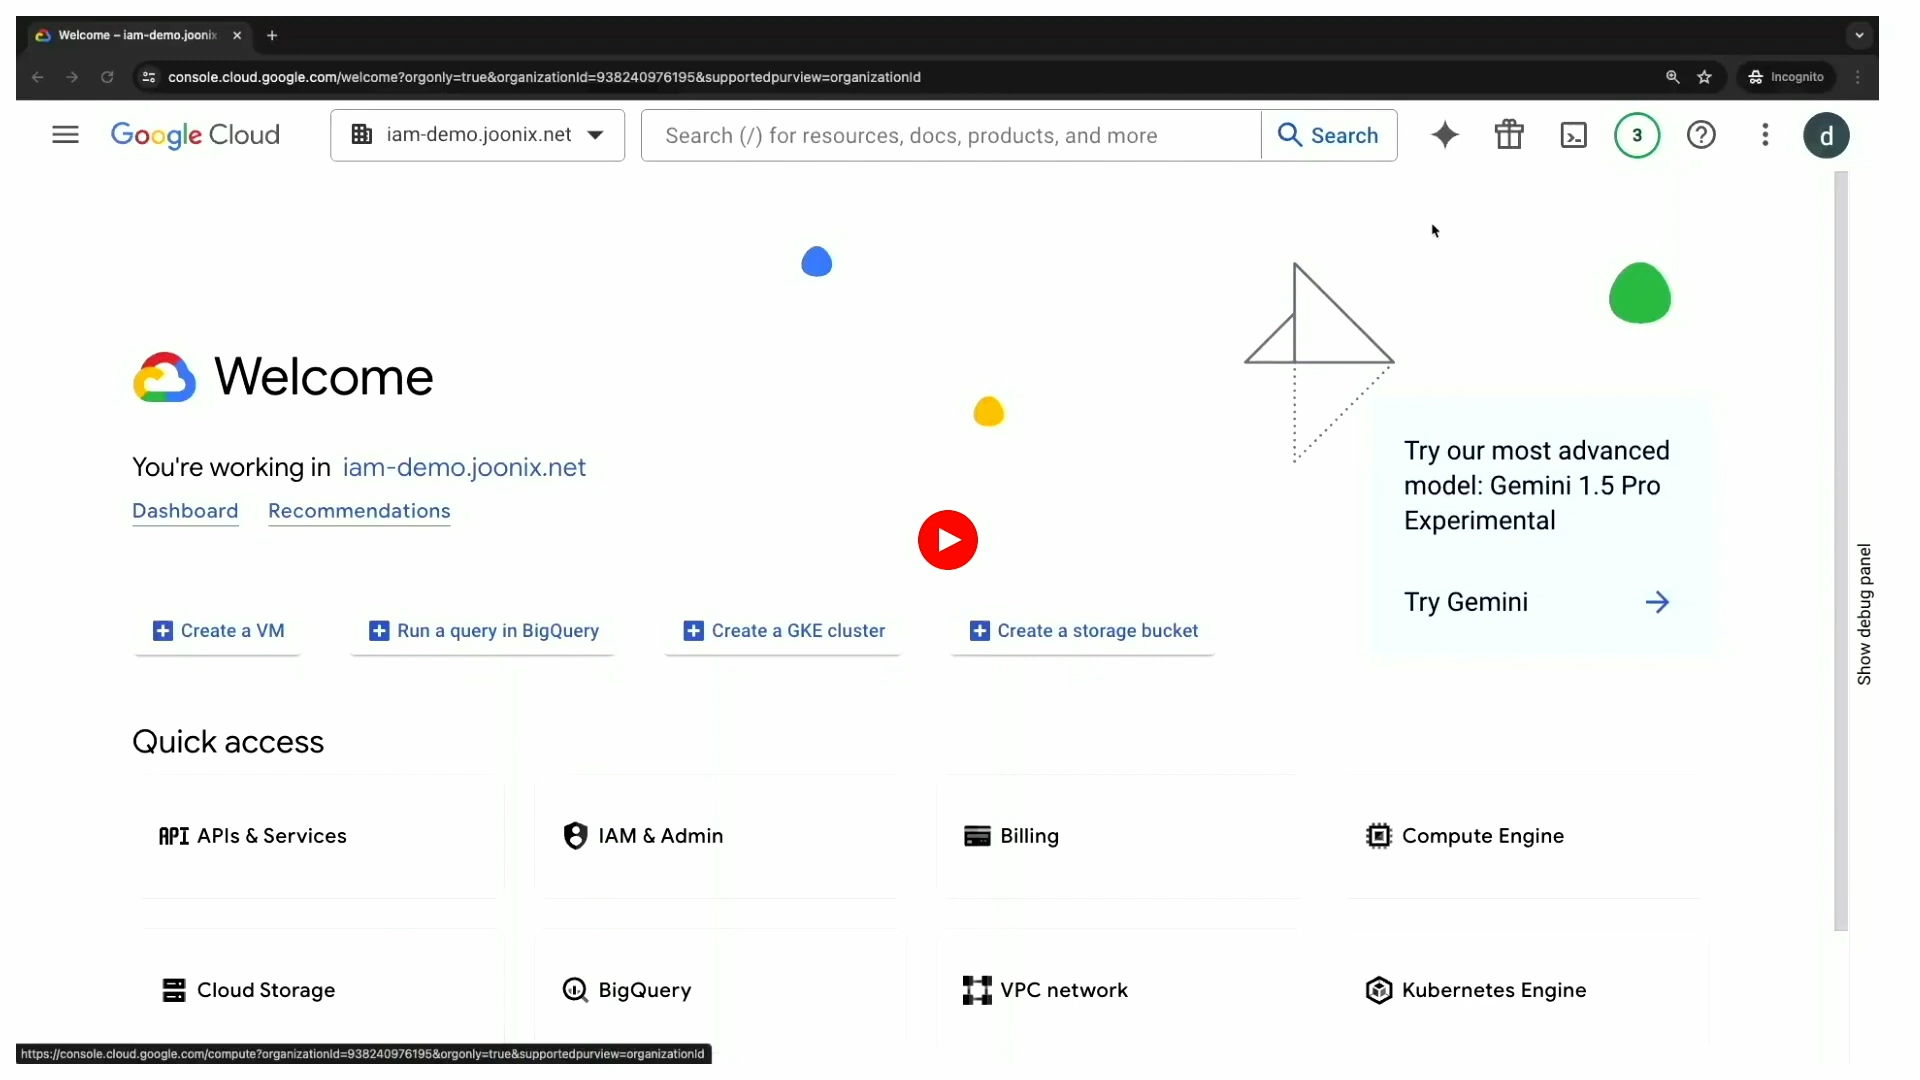 Welcome – iam-demo.joonix
console.cloud.google.com/welcome?orgonly=true&organizationId=938240976195&supportedpurview=organizationId
Incognito
Google Cloud
iam-demo.joonix.net
Search (/) for resources, docs, products, and more
Search
3
d
Welcome
You're working in iam-demo.joonix.net
Dashboard
Recommendations
Try our most advanced
model: Gemini 1.5 Pro
Experimental
Try Gemini
Show debug panel
Create a VM
Run a query in BigQuery
Create a GKE cluster
Create a storage bucket
Quick access
API APIs & Services
IAM & Admin
Billing
Compute Engine
Cloud Storage
BigQuery
VPC network
Kubernetes Engine
https://console.cloud.google.com/compute?organizationId=938240976195&orgonly=true&supportedpurview=organizationId